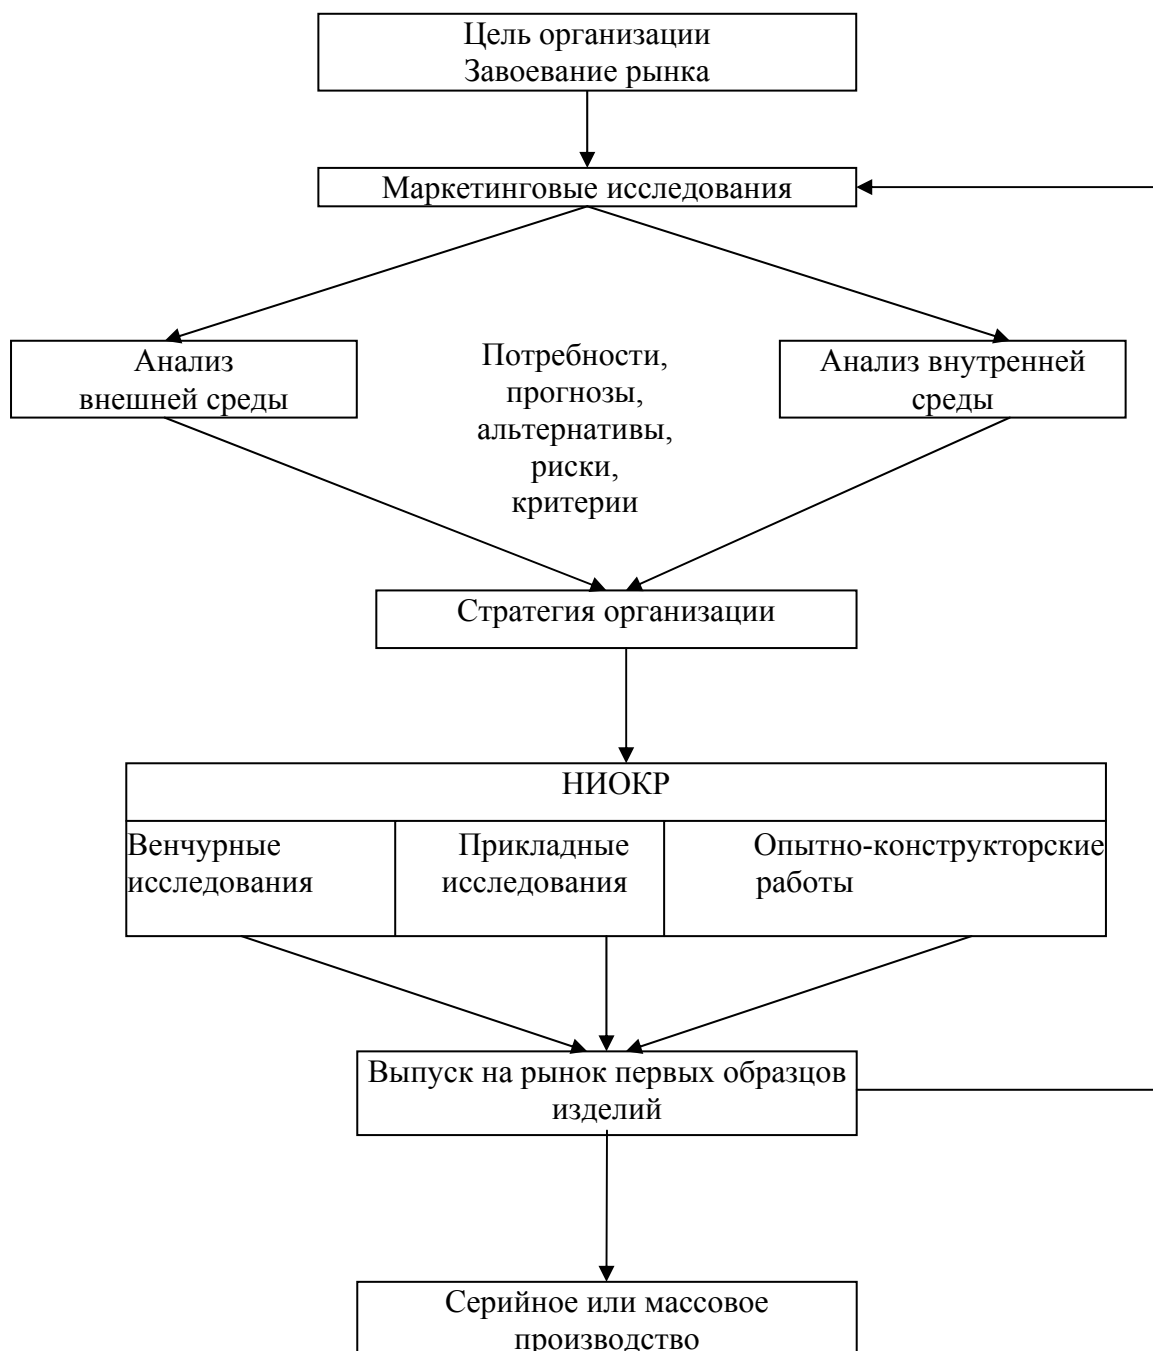 Цель организации
Завоевание рынка
Маркетинговые исследования
Анализ
внешней среды
Потребности,
прогнозы,
альтернативы,
риски,
критерии
Анализ внутренней
среды
Стратегия организации
НИОКР
Венчурные
исследования
Прикладные
исследования
Опытно-конструкторские
работы
Выпуск на рынок первых образцов
изделий
Серийное или массовое
производство